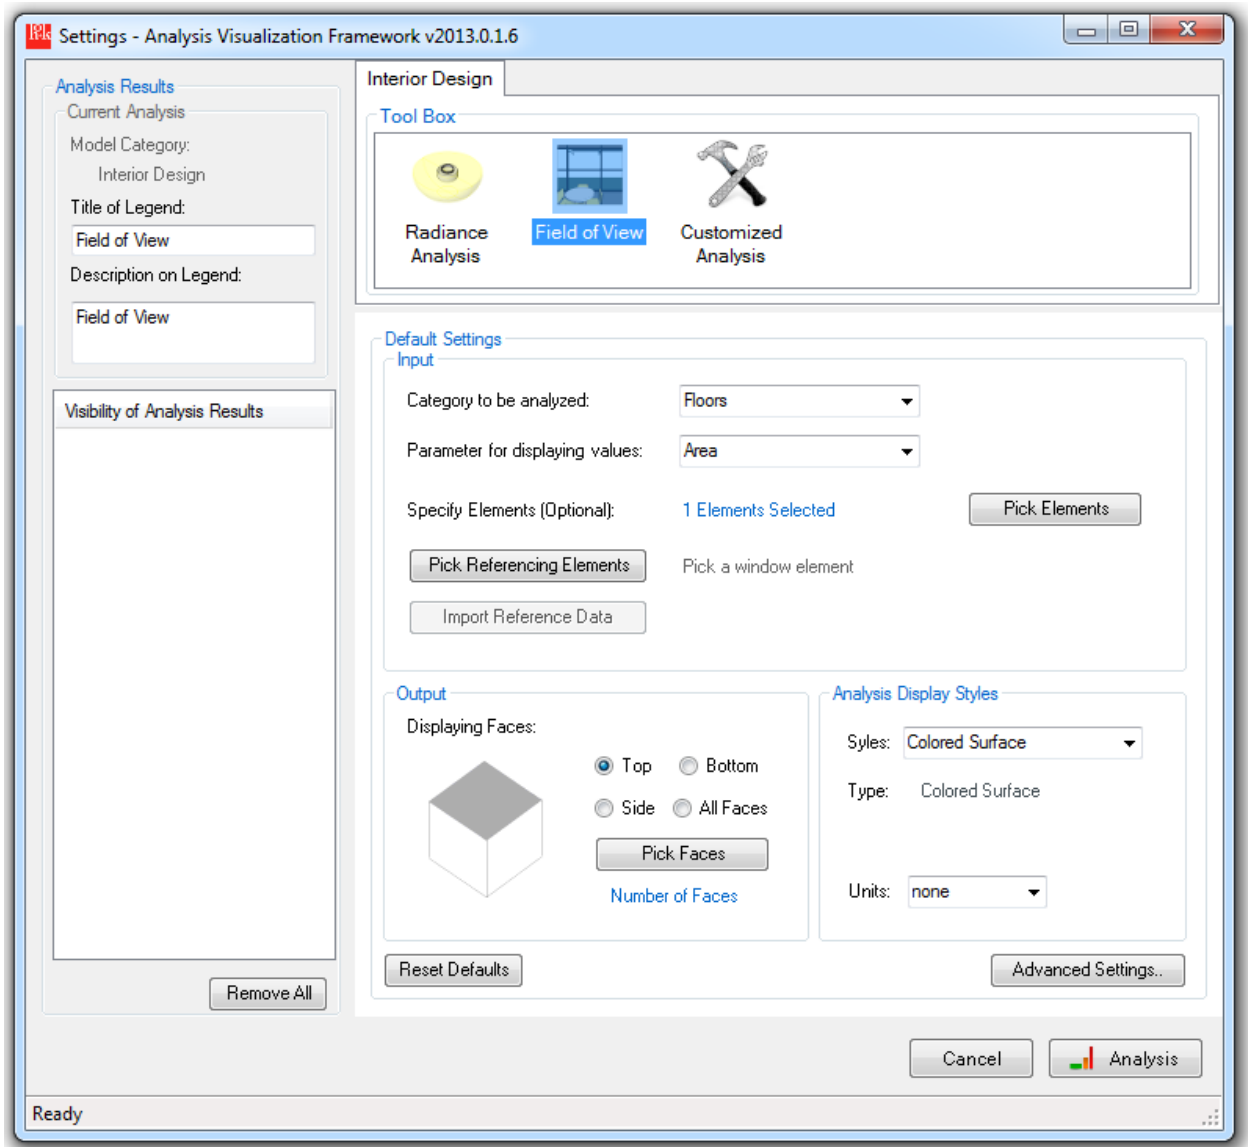 Settings - Analysis Visualization Framework v2013.0.1.6
Analysis Results
Current Analysis
Model Category:
Interior Design
Title of Legend:
Field of View
Description on Legend:
Field of View
Visibility of Analysis Results
Remove All
Interior Design
Tool Box
Radiance Analysis
Field of View
Customized Analysis
Default Settings
Input
Category to be analyzed: Floors
Parameter for displaying values: Area
Specify Elements (Optional): 1 Elements Selected Pick Elements
Pick Referencing Elements Pick a window element
Import Reference Data
Output
Displaying Faces:
Top Bottom
Side All Faces
Pick Faces
Number of Faces
Analysis Display Styles
Syles: Colored Surface
Type: Colored Surface
Units: none
Reset Defaults
Advanced Settings..
Cancel
Analysis
Ready